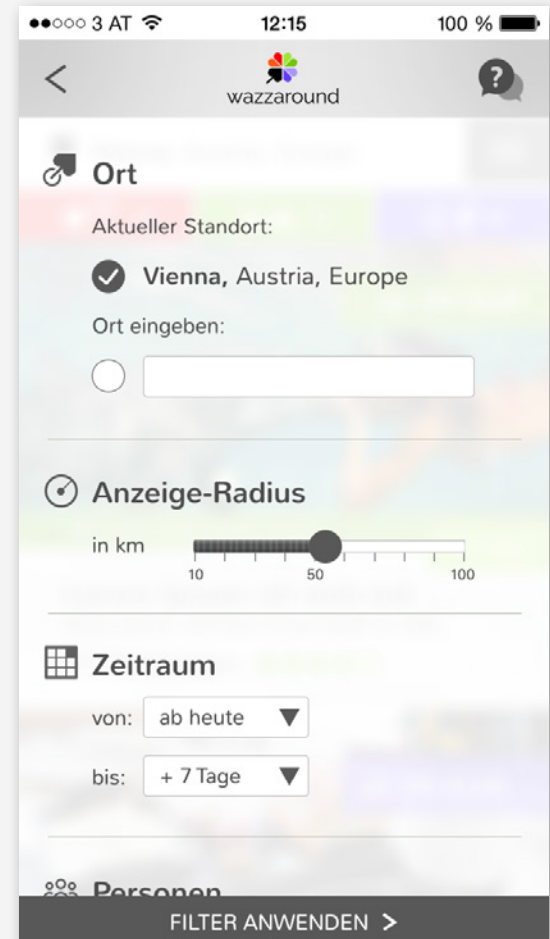 3 AT 12:15 100 %
?
wazzaround
Ort
Aktueller Standort:
Vienna, Austria, Europe
Ort eingeben:
Anzeige-Radius
in km
10 50 100
Zeitraum
von: ab heute
bis: + 7 Tage
Personen
FILTER ANWENDEN >